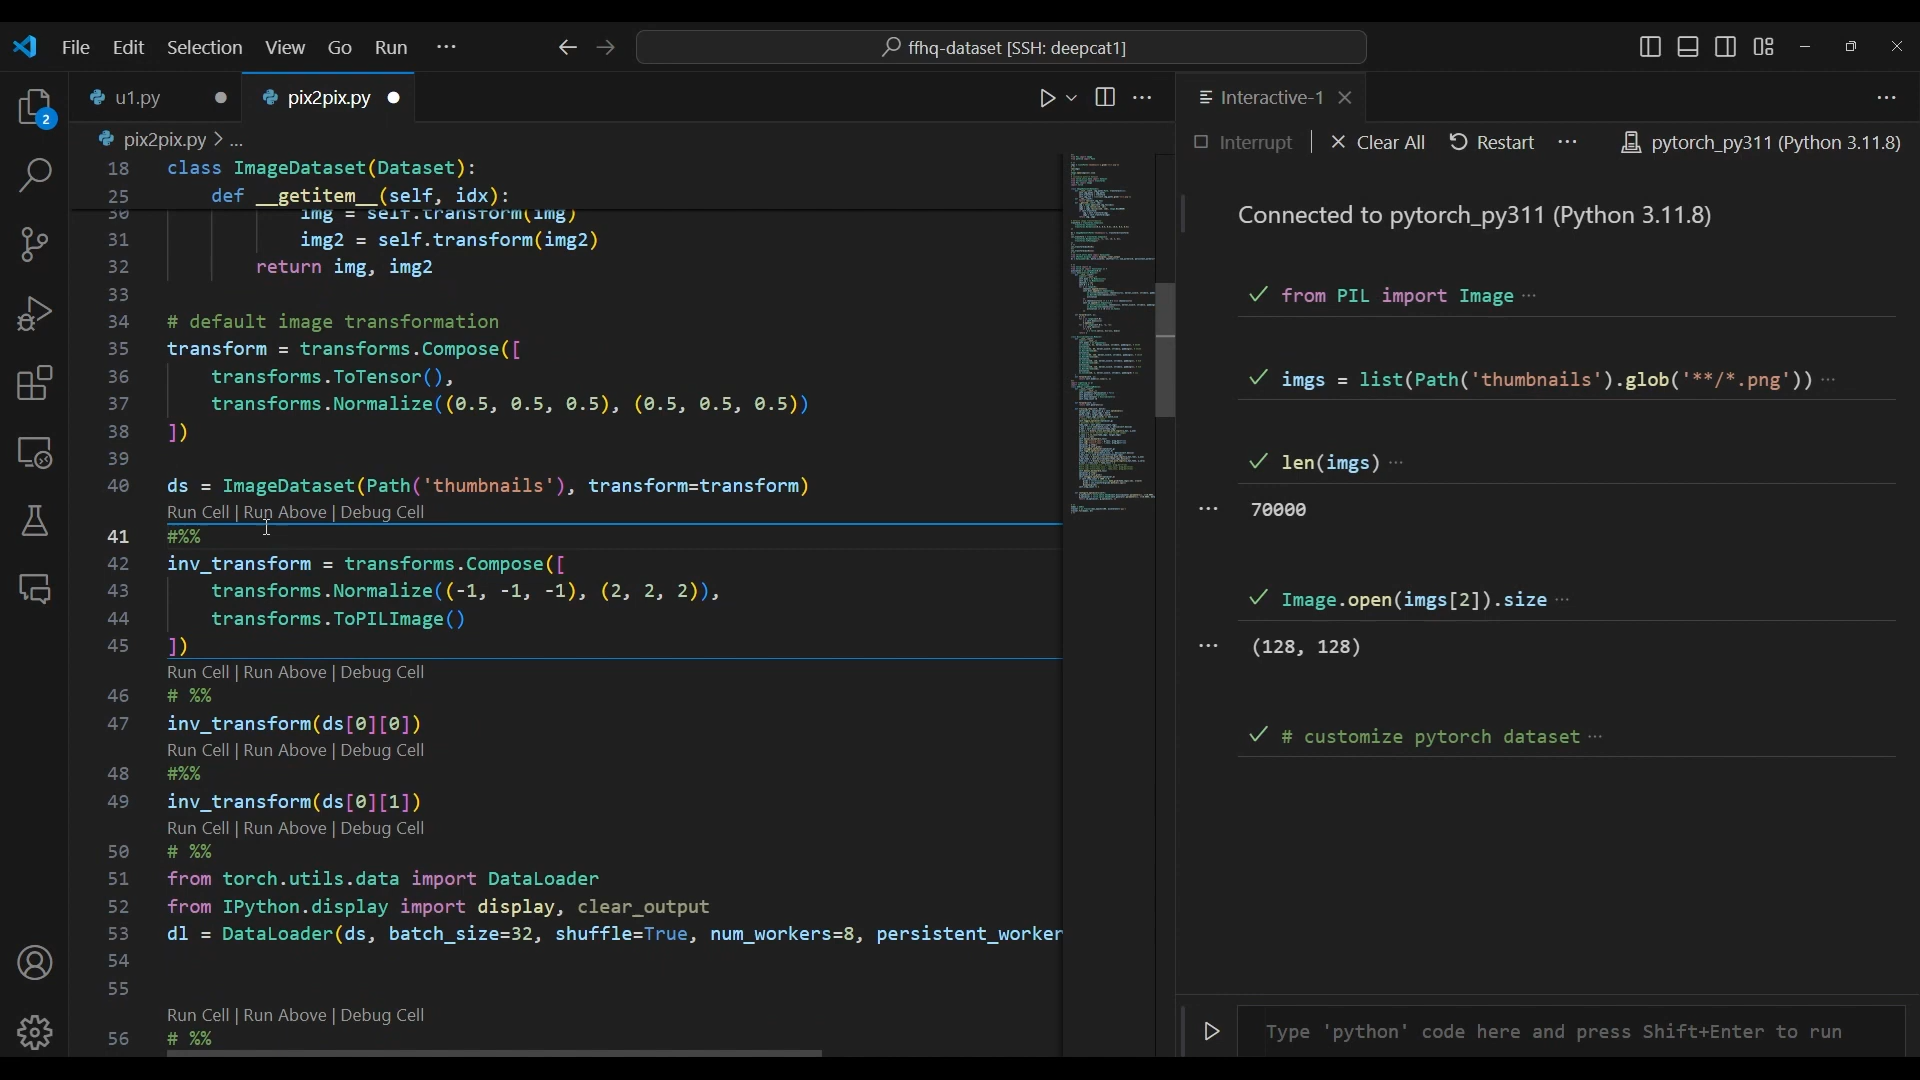 File Edit Selection View Go Run ...
ffhq-dataset [SSH: deepcat1]
u1.py
pix2pix.py
Interactive-1
2
pix2pix.py > ...
Interrupt | Clear All Restart ... pytorch_py311 (Python 3.11.8)
18 class ImageDataset(Dataset):
25 def __getitem__(self, idx):
30 img = self.transform(img)
31 img2 = self.transform(img2)
32 return img, img2
33
34 # default image transformation
35 transform = transforms.Compose([
36 transforms.ToTensor(),
37 transforms.Normalize((0.5, 0.5, 0.5), (0.5, 0.5, 0.5))
38 ])
39
40 ds = ImageDataset(Path('thumbnails'), transform=transform)
Run Cell | Run Above | Debug Cell
41 #%%
42 inv_transform = transforms.Compose([
43 transforms.Normalize((-1, -1, -1), (2, 2, 2)),
44 transforms.ToPILImage()
45 ])
Run Cell | Run Above | Debug Cell
46 # %%
47 inv_transform(ds[0][0])
Run Cell | Run Above | Debug Cell
48 #%%
49 inv_transform(ds[0][1])
Run Cell | Run Above | Debug Cell
50 # %%
51 from torch.utils.data import DataLoader
52 from IPython.display import display, clear_output
53 dl = DataLoader(ds, batch_size=32, shuffle=True, num_workers=8, persistent_worker
54
55
Run Cell | Run Above | Debug Cell
56 # %%
Connected to pytorch_py311 (Python 3.11.8)
from PIL import Image ...
imgs = list(Path('thumbnails').glob('**/*.png')) ...
len(imgs) ...
70000
Image.open(imgs[2]).size ...
(128, 128)
# customize pytorch dataset ...
Type 'python' code here and press Shift+Enter to run